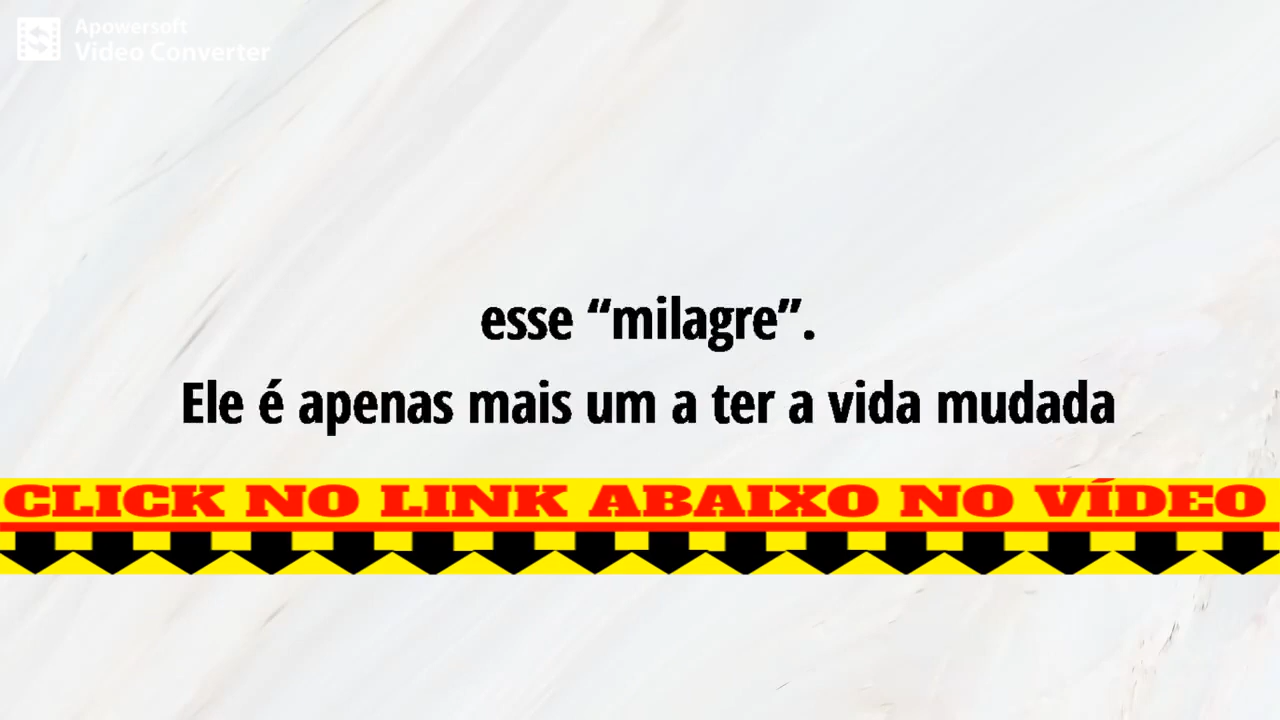 Apowersoft
Video Converter
esse “milagre”.
Ele é apenas mais um a ter a vida mudada
CLICK NO LINK ABAIXO NO VÍDEO